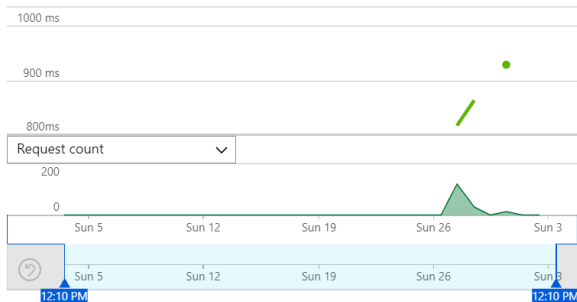 1000 ms
900 ms
800ms
Request count
200
0
Sun 5 Sun 12 Sun 19 Sun 26 Sun 3
Sun 5 Sun 12 Sun 19 Sun 26 Sun 3
12:10 PM 12:10 PM